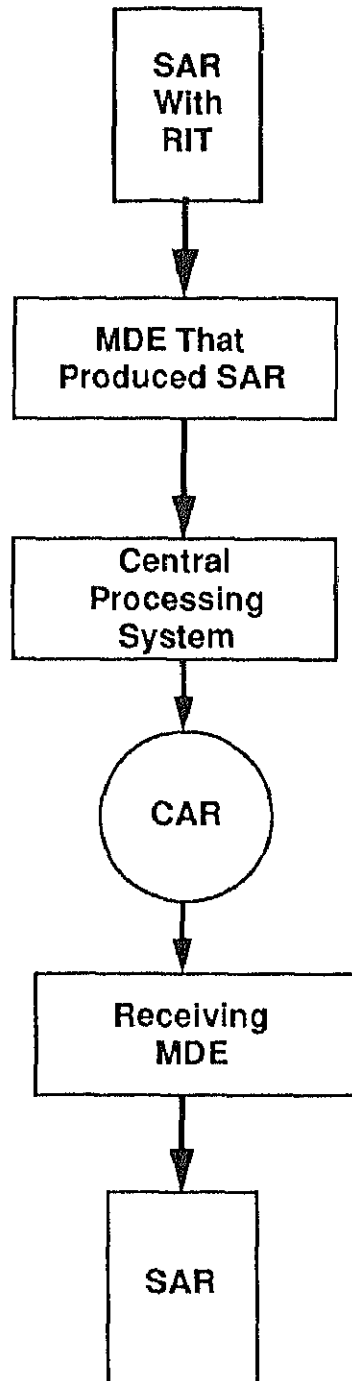 SAR
With
RIT
MDE That
Produced SAR
Central
Processing
System
CAR
Receiving
MDE
SAR